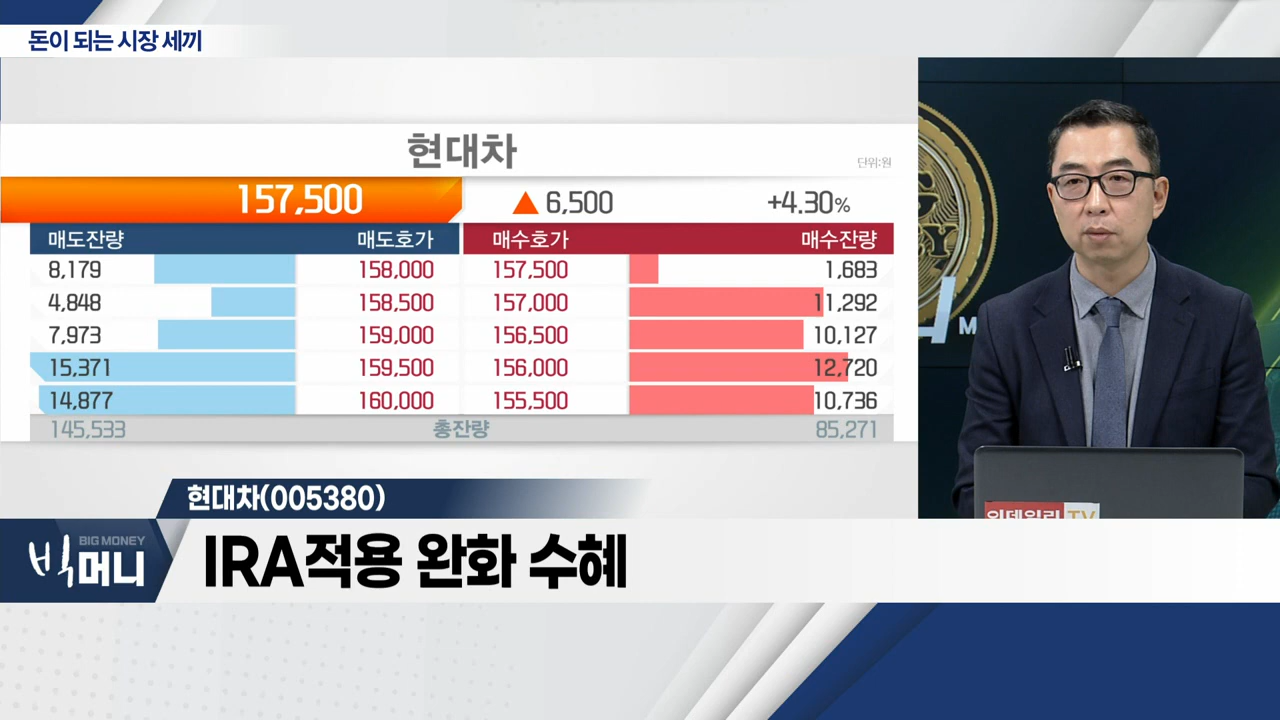 돈이 되는 시장 세끼
현대차
단위:원
157,500 ▲ 6,500 +4.30%
매도잔량 매도호가 매수호가 매수잔량
8,179 158,000 157,500 1,683
4,848 158,500 157,000 11,292
7,973 159,000 156,500 10,127
15,371 159,500 156,000 12,720
14,877 160,000 155,500 10,736
145,533 총잔량 85,271
이데일리 TV
현대차(005380)
BIG MONEY
빅머니
IRA적용 완화 수혜